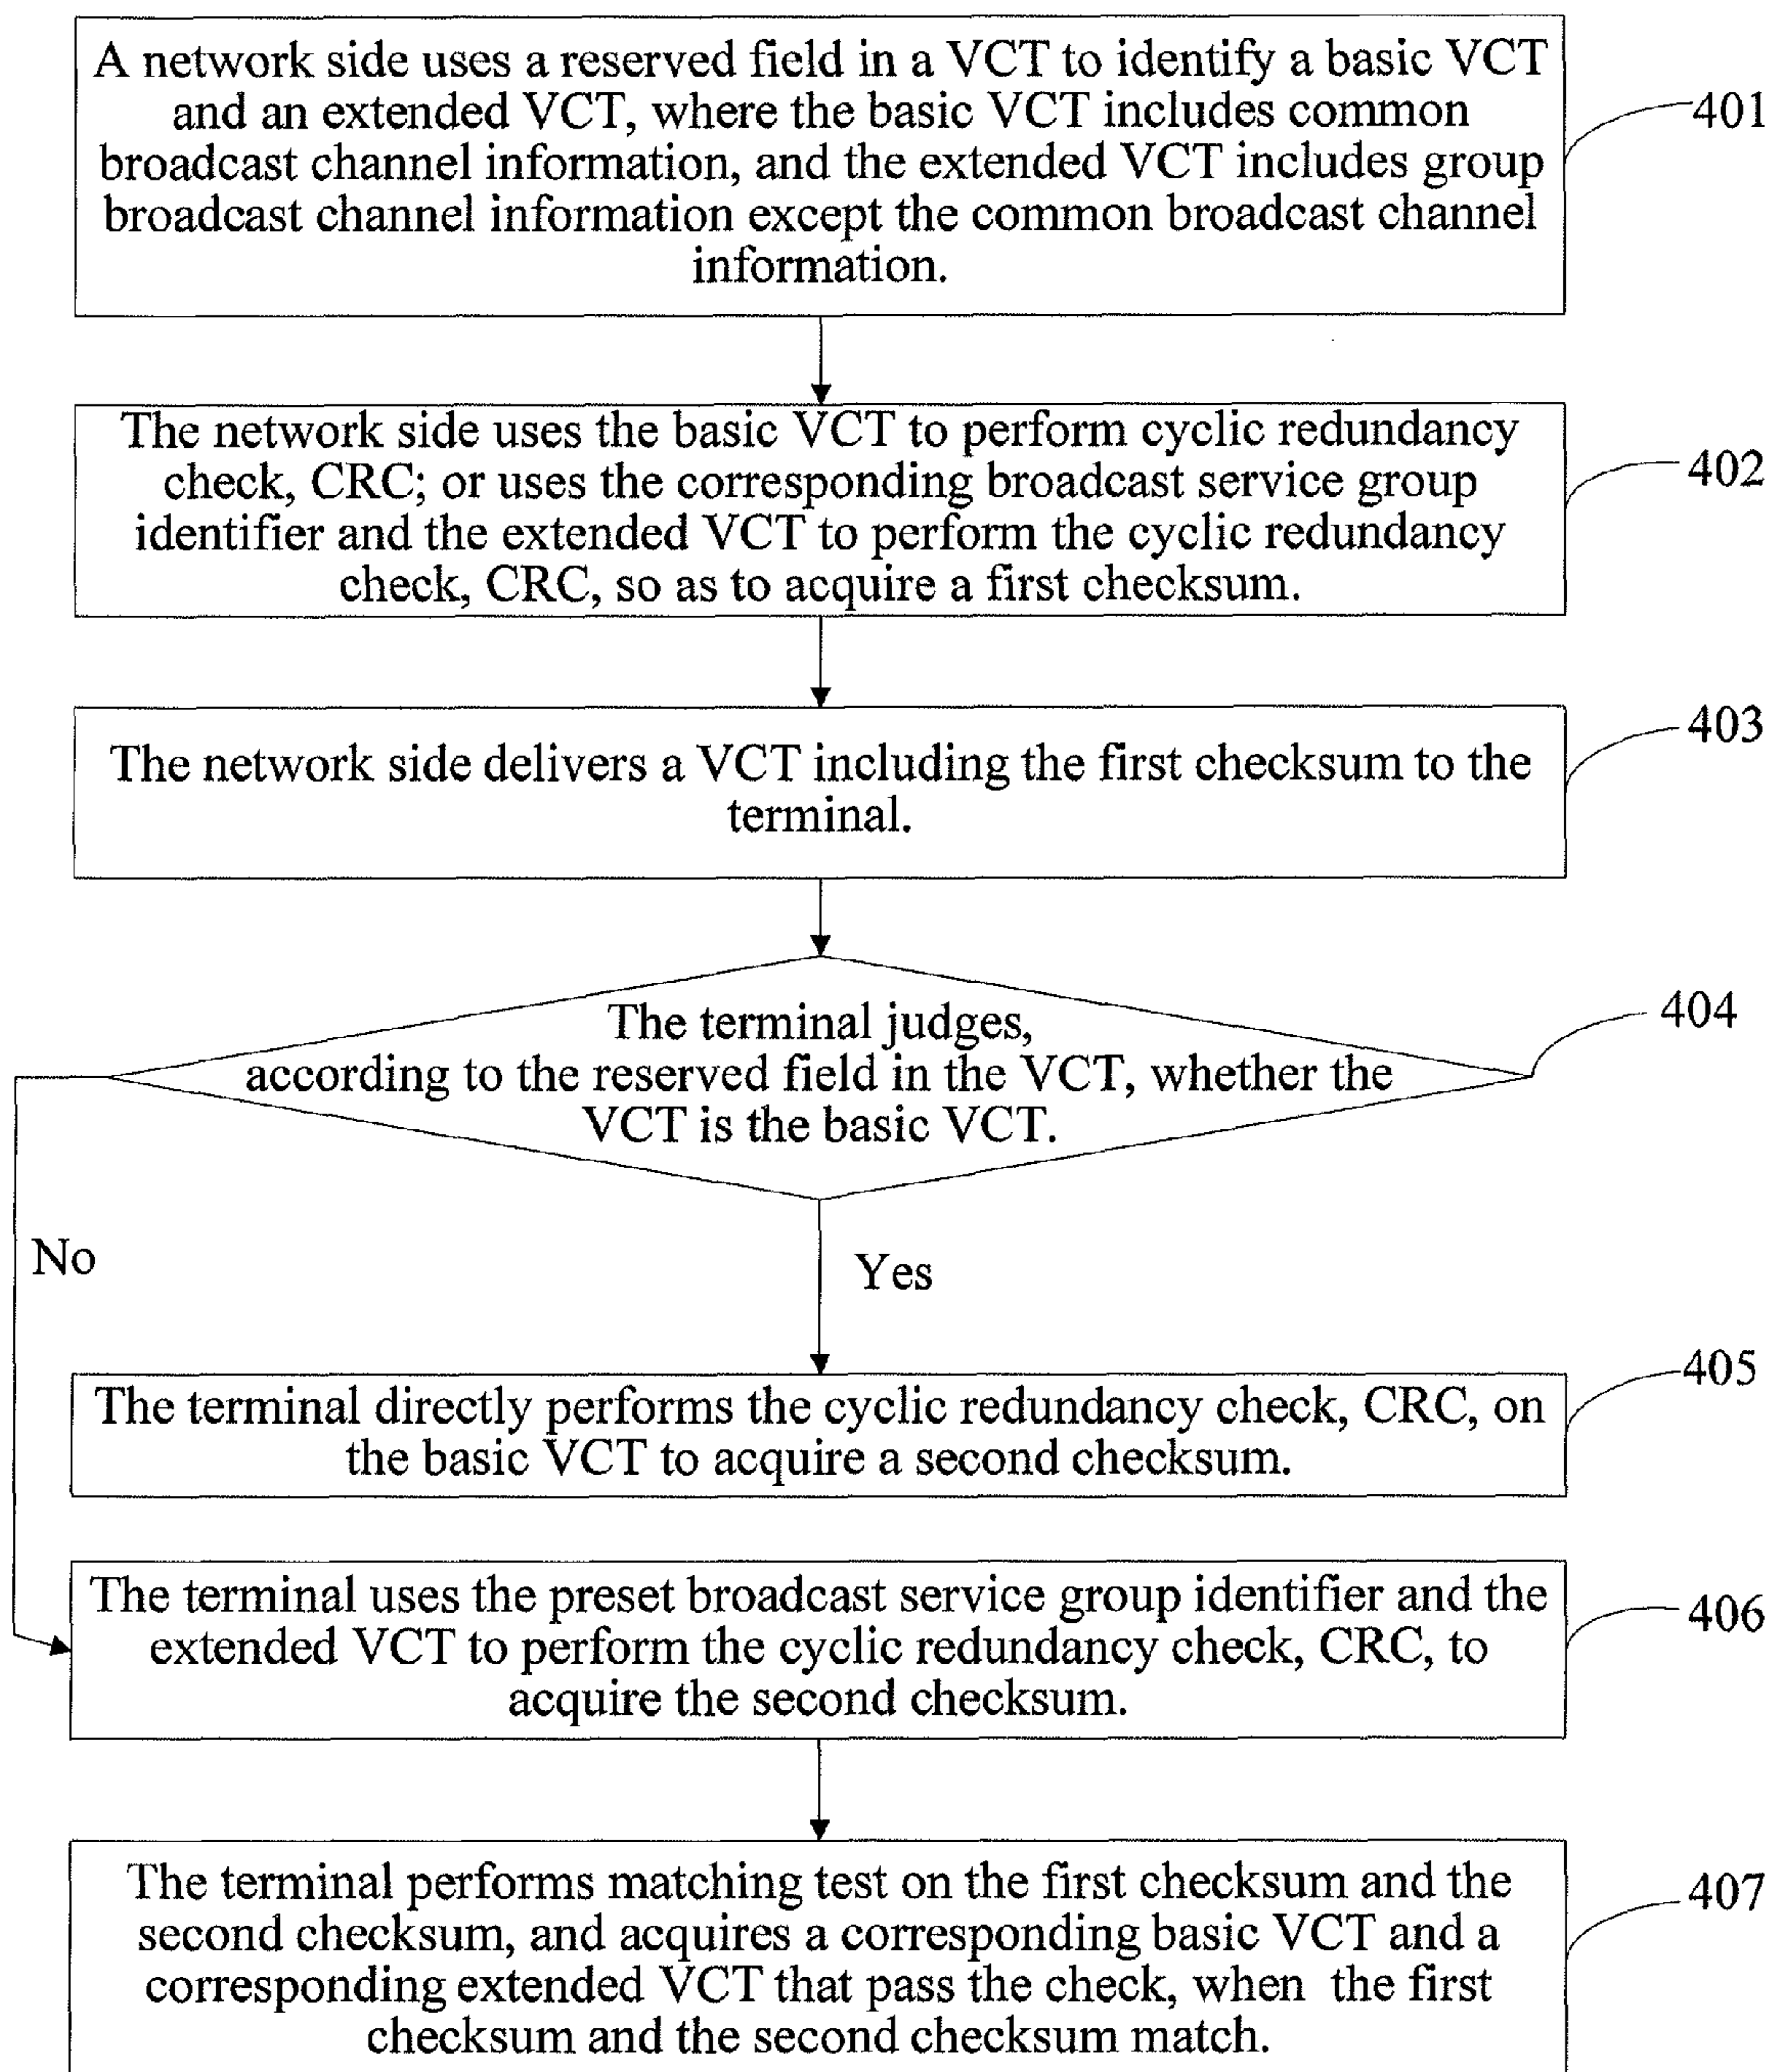 A network side uses a reserved field in a VCT to identify a basic VCT
and an extended VCT, where the basic VCT includes common
broadcast channel information, and the extended VCT includes group
broadcast channel information except the common broadcast channel
information.
401
The network side uses the basic VCT to perform cyclic redundancy
check, CRC; or uses the corresponding broadcast service group
identifier and the extended VCT to perform the cyclic redundancy
check, CRC, so as to acquire a first checksum.
402
The network side delivers a VCT including the first checksum to the
terminal.
403
The terminal judges,
according to the reserved field in the VCT, whether the
VCT is the basic VCT.
404
No
Yes
The terminal directly performs the cyclic redundancy check, CRC, on
the basic VCT to acquire a second checksum.
405
The terminal uses the preset broadcast service group identifier and the
extended VCT to perform the cyclic redundancy check, CRC, to
acquire the second checksum.
406
The terminal performs matching test on the first checksum and the
second checksum, and acquires a corresponding basic VCT and a
corresponding extended VCT that pass the check, when the first
checksum and the second checksum match.
407